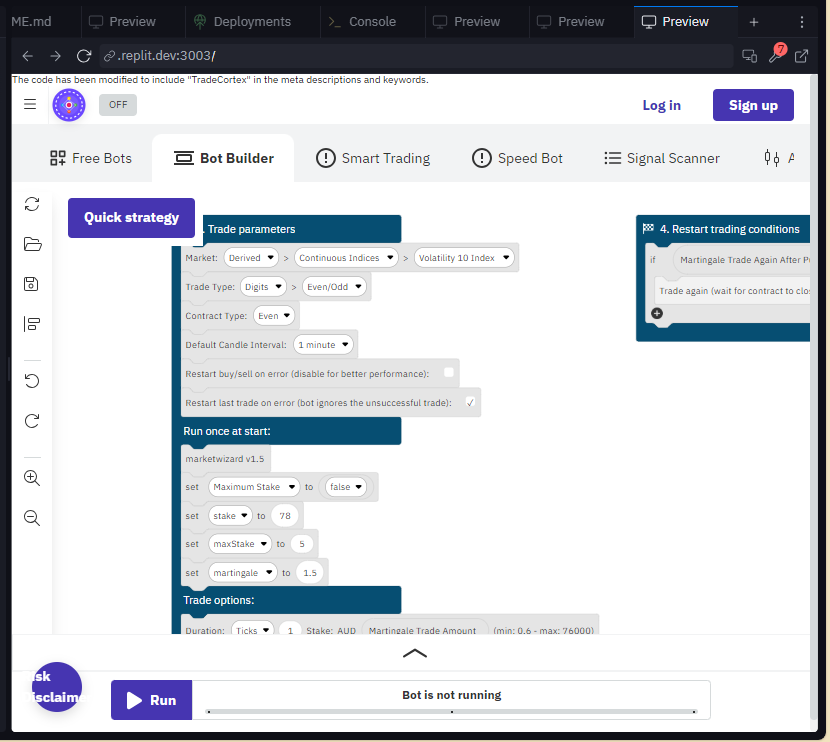 ME.md Preview Deployments Console Preview Preview Preview
.replit.dev:3003/ 7
The code has been modified to include "TradeCortex" in the meta descriptions and keywords.
OFF Log in Sign up
Free Bots Bot Builder Smart Trading Speed Bot Signal Scanner A
Quick strategy
. Trade parameters
Market: Derived > Continuous Indices > Volatility 10 Index
Trade Type: Digits > Even/Odd
Contract Type: Even
Default Candle Interval: 1 minute
Restart buy/sell on error (disable for better performance):
Restart last trade on error (bot ignores the unsuccessful trade): ✓
Run once at start:
marketwizard v1.5
set Maximum Stake to false
set stake to 78
set maxStake to 5
set martingale to 1.5
Trade options:
Duration: Ticks 1 Stake: AUD Martingale Trade Amount (min: 0.6 - max: 76000)
4. Restart trading conditions
if Martingale Trade Again After P
Trade again (wait for contract to clos
sk
isclaim
Run
Bot is not running